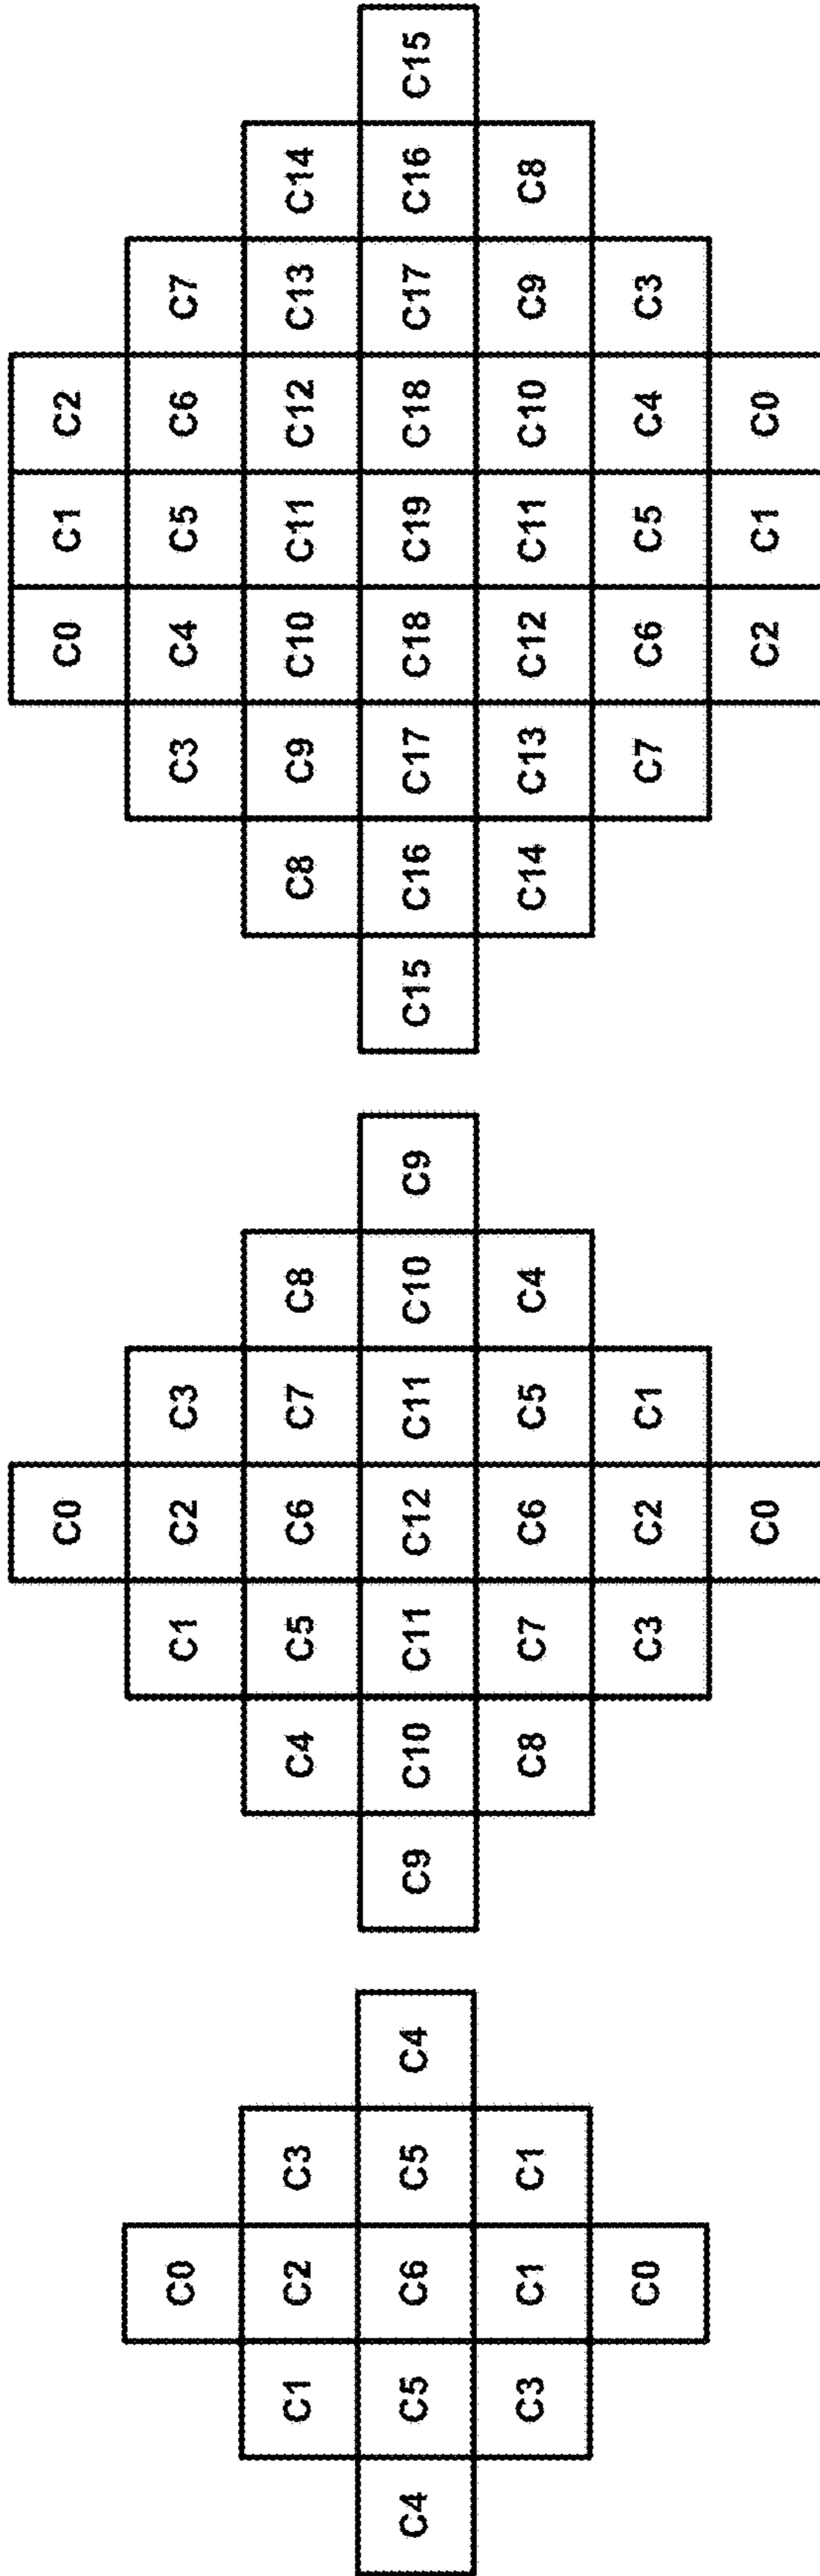 C0
C1 C2 C3
C4 C5 C6 C5 C4
C3 C1 C1
C0
C0
C1 C2 C3
C4 C5 C6 C7 C8
C9 C10 C11 C12 C11 C10 C9
C8 C7 C6 C5 C4
C3 C2 C1
C0
C0 C1 C2
C3 C4 C5 C6 C7
C8 C9 C10 C11 C12 C13 C14
C15 C16 C17 C18 C19 C18 C17 C16 C15
C14 C13 C12 C11 C10 C9 C8
C7 C6 C5 C4 C3
C2 C1 C0